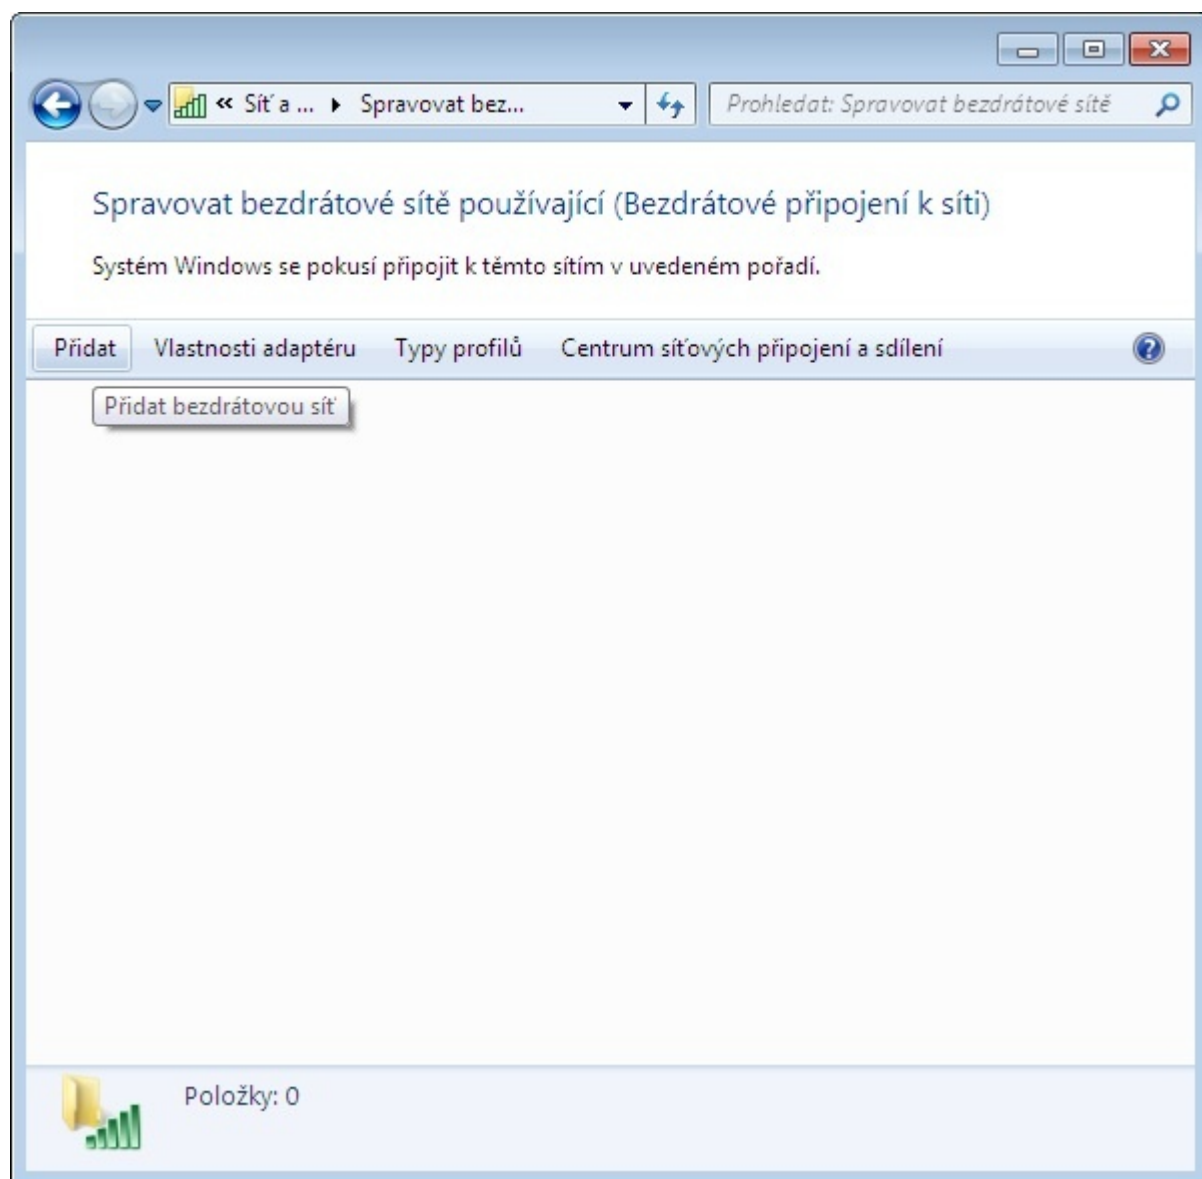 « Síť a ... Spravovat bez... Prohledat: Spravovat bezdrátové sítě
Spravovat bezdrátové sítě používající (Bezdrátové připojení k síti)
Systém Windows se pokusí připojit k těmto sítím v uvedeném pořadí.
Přidat Vlastnosti adaptéru Typy profilů Centrum síťových připojení a sdílení
Přidat bezdrátovou síť
Položky: 0